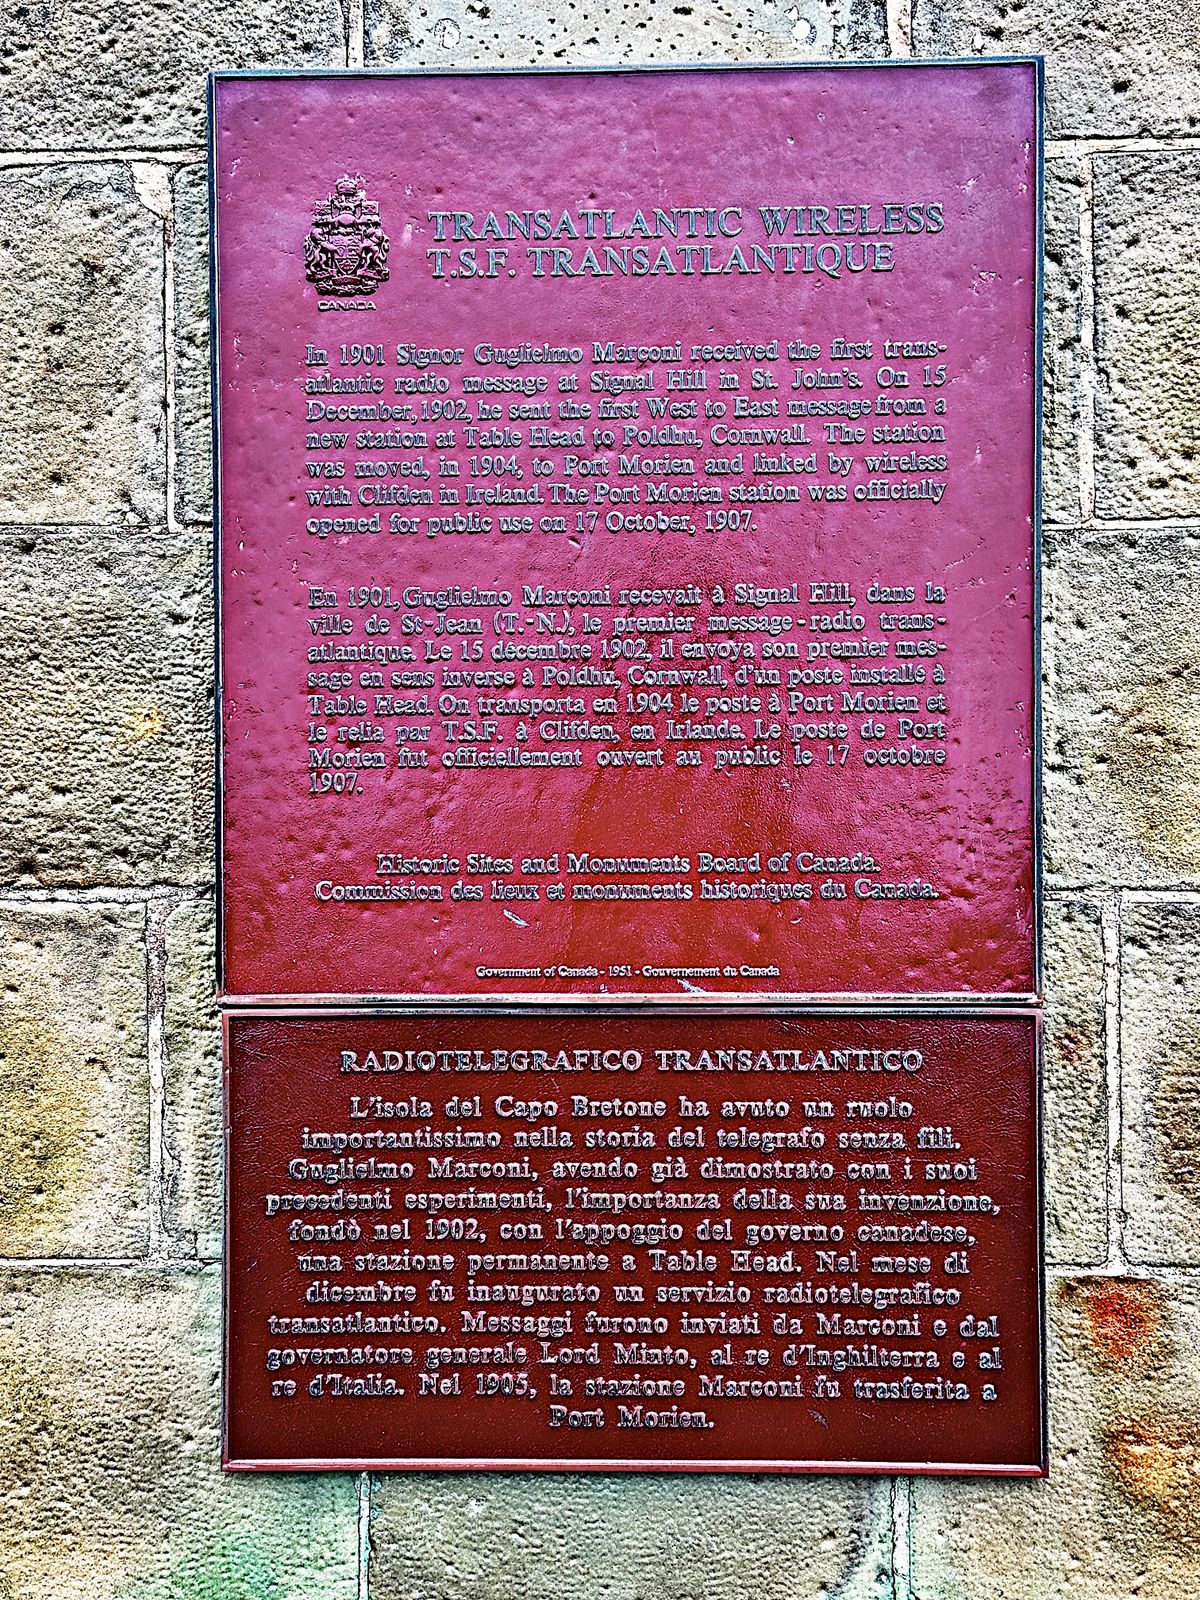 CANADA
TRANSATLANTIC WIRELESS
T.S.F. TRANSATLANTIQUE
In 1901 Signor Guglielmo Marconi received the first trans-
atlantic radio message at Signal Hill in St. John's. On 15
December, 1902, he sent the first West to East message from a
new station at Table Head to Poldhu, Cornwall. The station
was moved, in 1904, to Port Morien and linked by wireless
with Clifden in Ireland. The Port Morien station was officially
opened for public use on 17 October, 1907.
En 1901, Guglielmo Marconi recevait à Signal Hill, dans la
ville de St-Jean (T.-N.), le premier message-radio trans-
atlantique. Le 15 décembre 1902, il envoya son premier mes-
sage en sens inverse à Poldhu, Cornwall, d'un poste installé à
Table Head. On transporta en 1904 le poste à Port Morien et
le relia par T.S.F. à Clifden, en Irlande. Le poste de Port
Morien fut officiellement ouvert au public le 17 octobre
1907.
Historic Sites and Monuments Board of Canada.
Commission des lieux et monuments historiques du Canada.
Government of Canada - 1951 - Gouvernement du Canada
RADIOTELEGRAFICO TRANSATLANTICO
L'isola del Capo Bretone ha avuto un ruolo
importantissimo nella storia del telegrafo senza fili.
Guglielmo Marconi, avendo già dimostrato con i suoi
precedenti esperimenti, l'importanza della sua invenzione,
fondò nel 1902, con l'appoggio del governo canadese,
una stazione permanente a Table Head. Nel mese di
dicembre fu inaugurato un servizio radiotelegrafico
transatlantico. Messaggi furono inviati da Marconi e dal
governatore generale Lord Minto, al re d'Inghilterra e al
re d'Italia. Nel 1905, la stazione Marconi fu trasferita a
Port Morien.